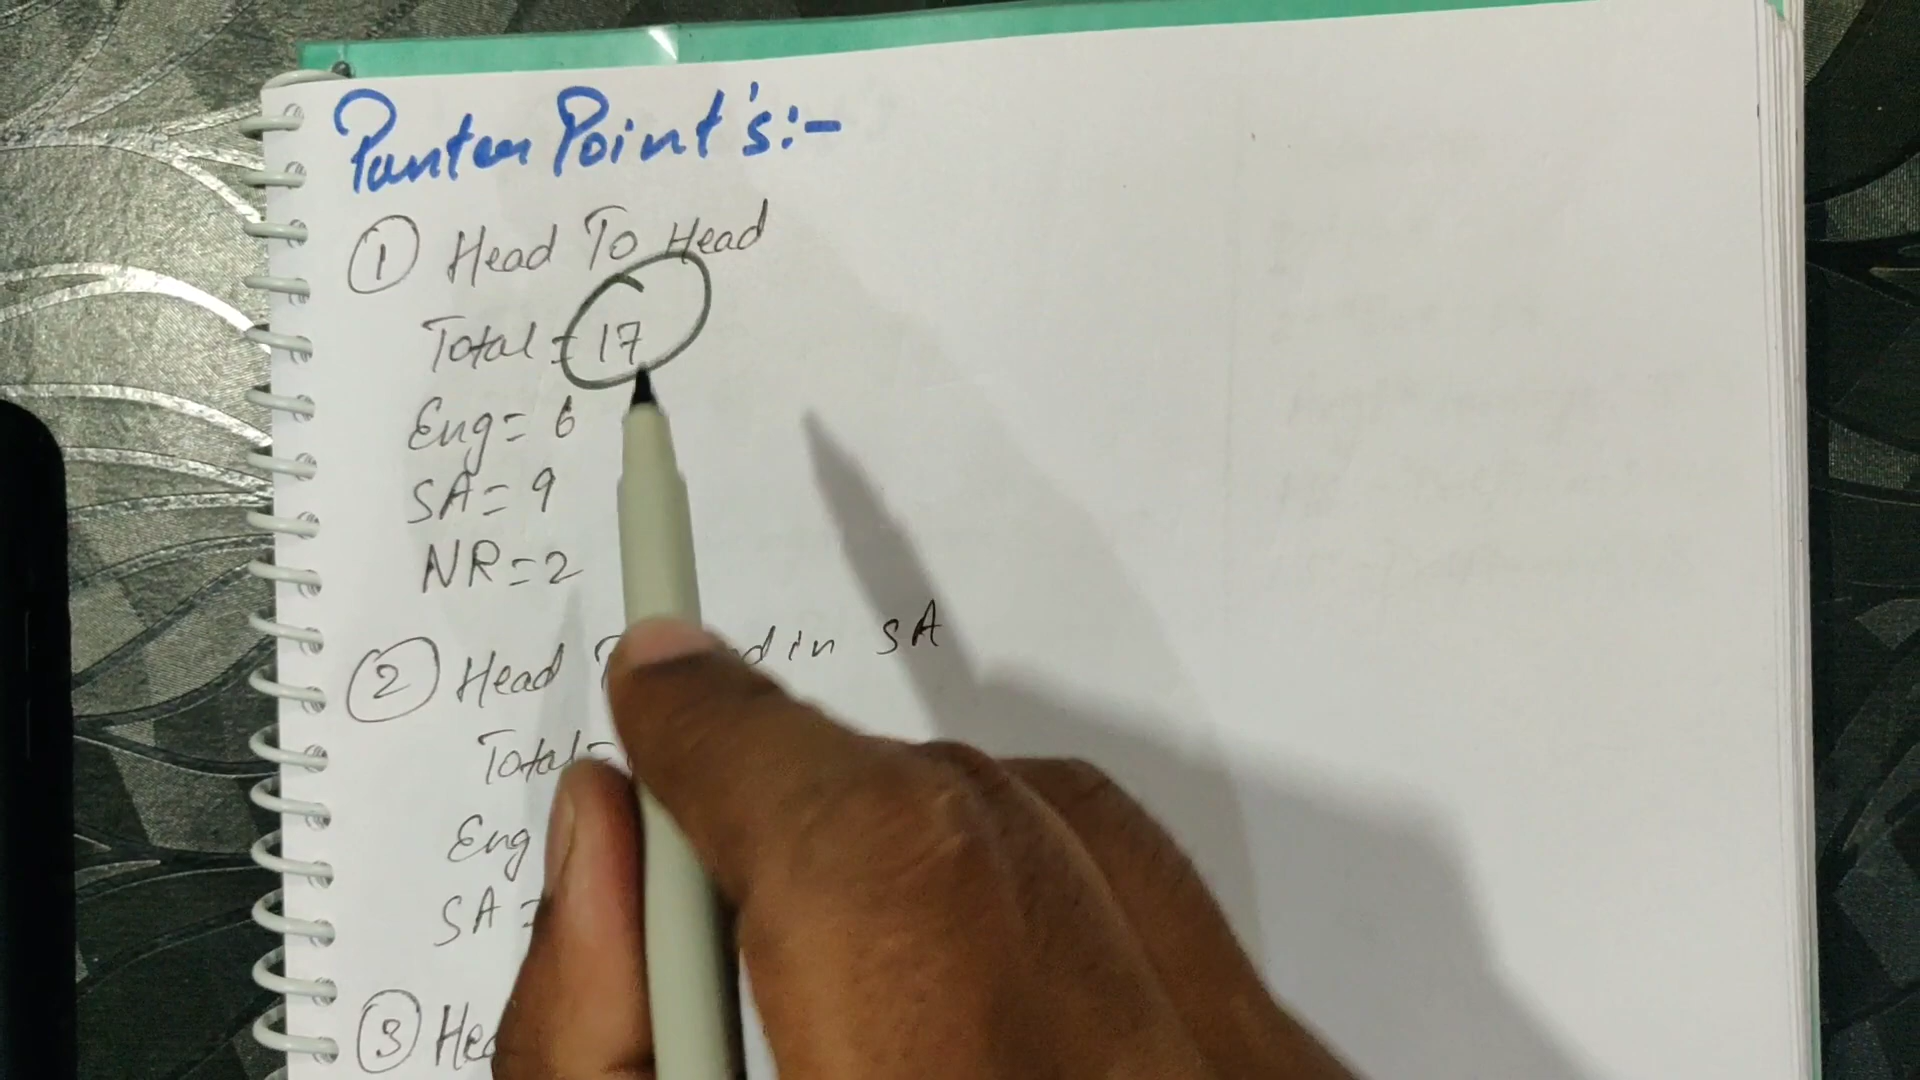 Punter Point's:-
① Head To Head
Total = 17
Eng = 6
SA = 9
NR = 2
② Head in SA
Total =
Eng
SA =
③